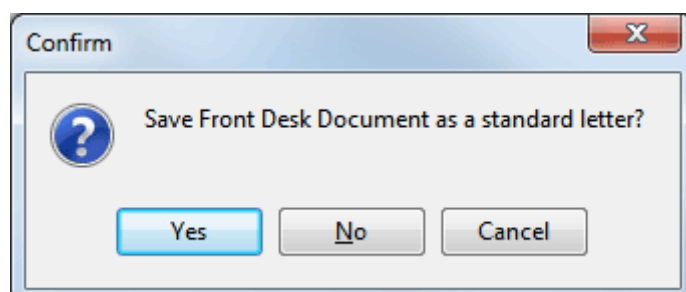 Confirm
Save Front Desk Document as a standard letter?
Yes No Cancel